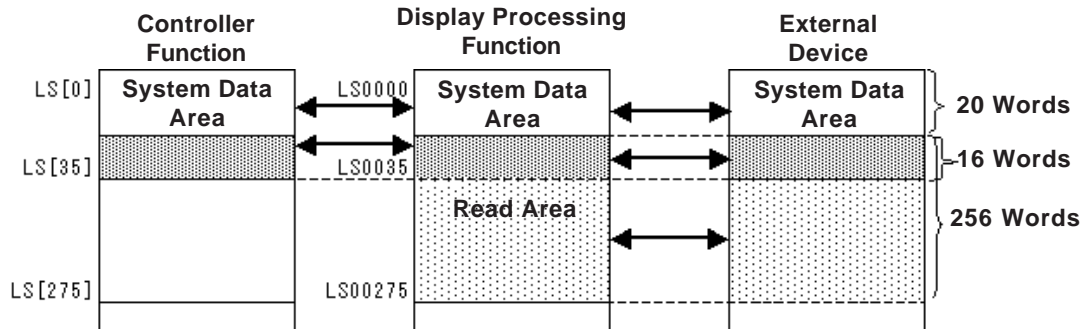 Controller
Function
Display Processing
Function
External
Device
LS[0]
System Data
Area
LS0000
System Data
Area
System Data
Area
20 Words
LS[35]
LS0035
16 Words
Read Area
256 Words
LS[275]
LS00275